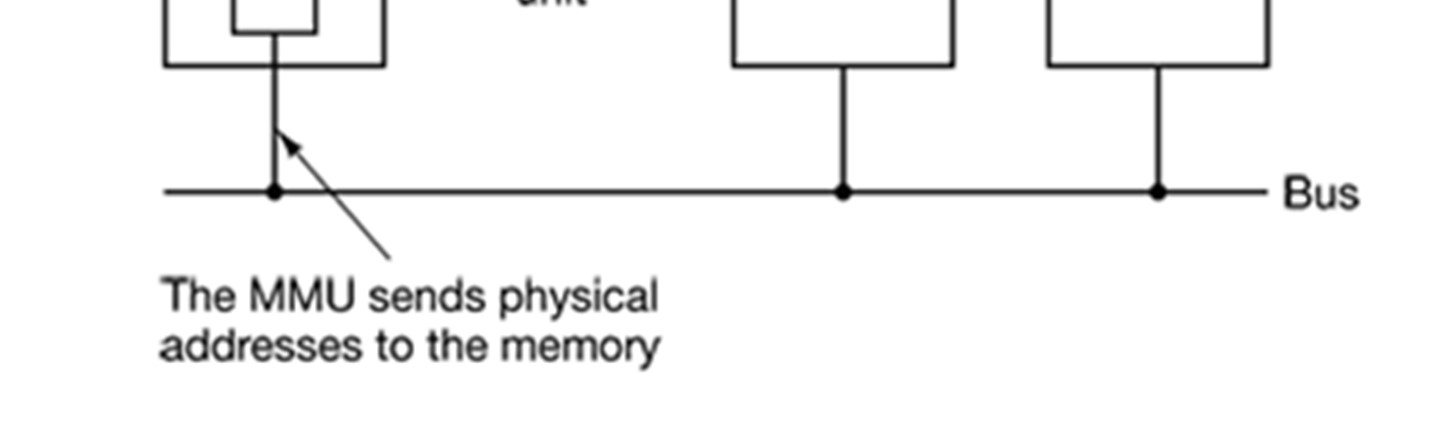 Bus
The MMU sends physical
addresses to the memory